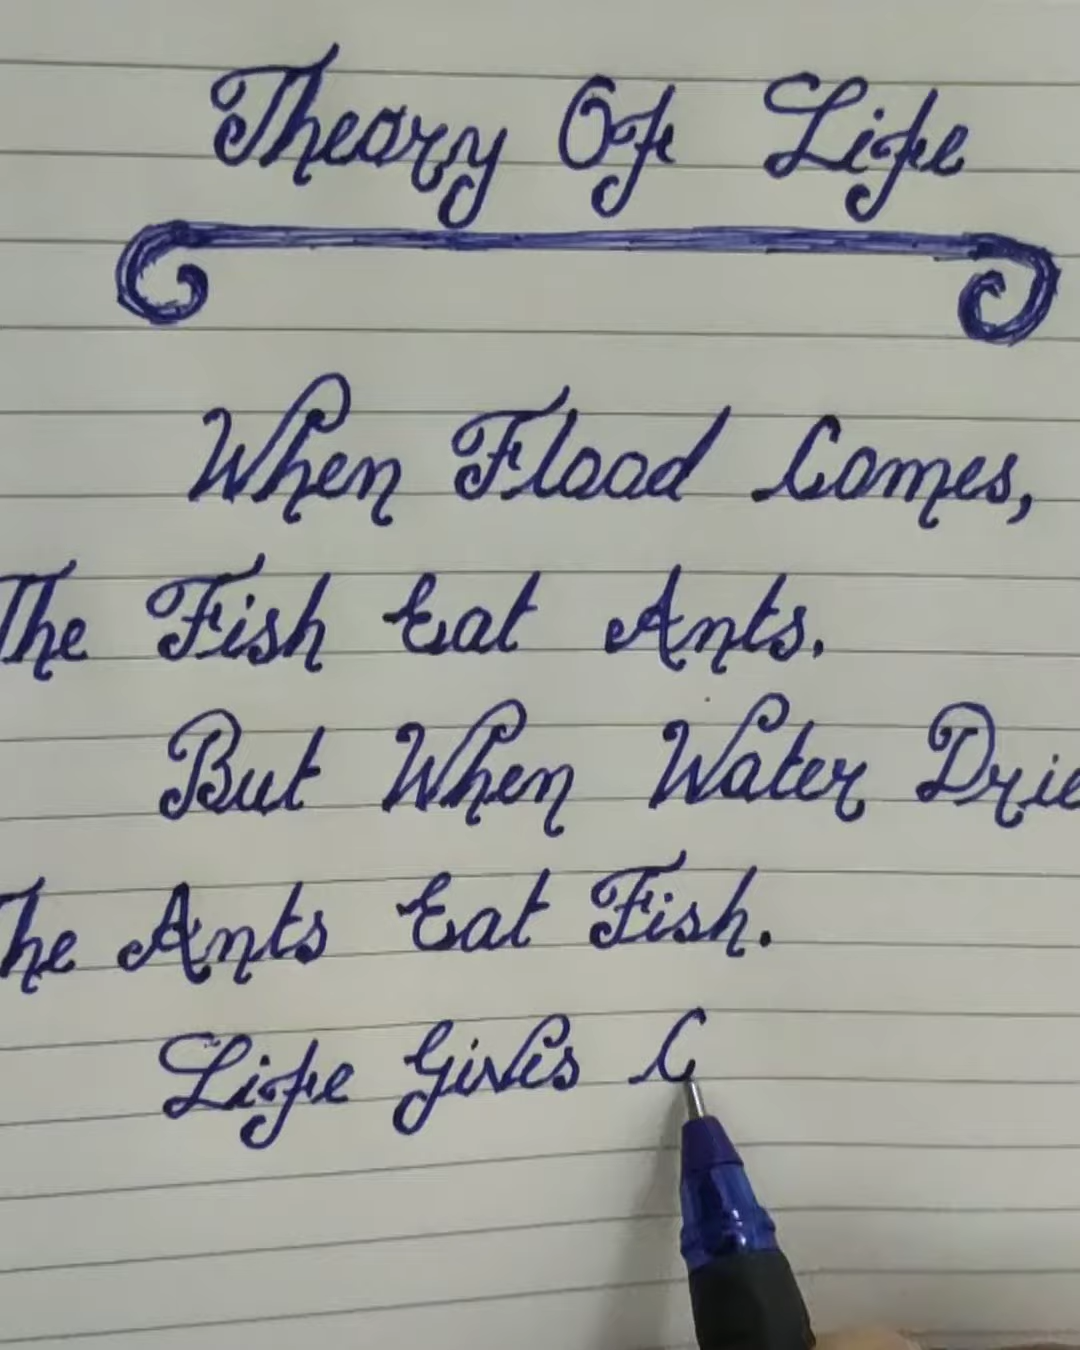 Theory Of Life
When Flood Comes,
The Fish Eat Ants.
But When Water Drie
The Ants Eat Fish.
Life Gives C